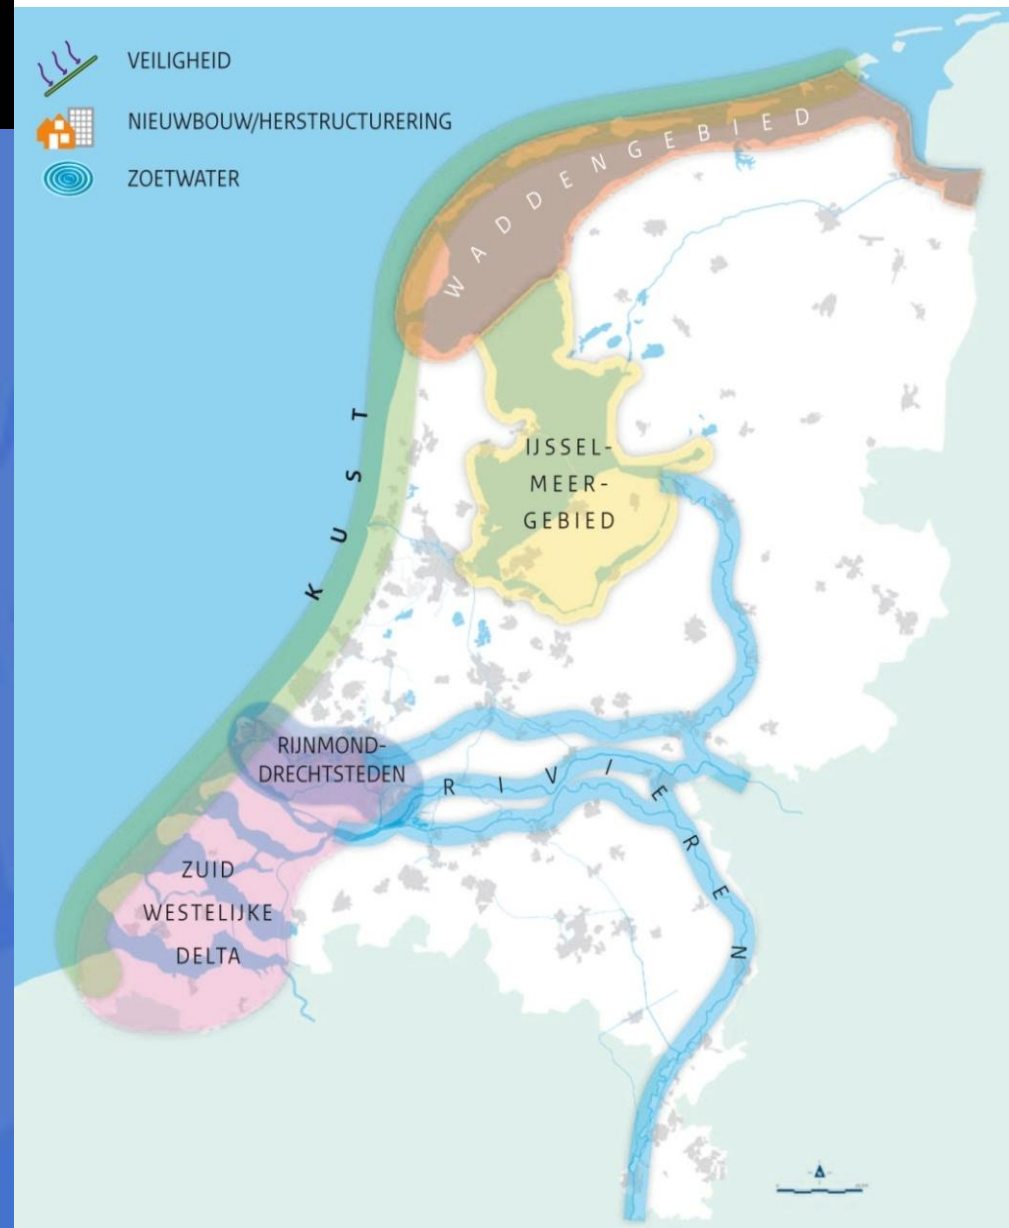 VEILIGHEID
NIEUWBOUW/HERSTRUCTURERING
ZOETWATER
WADDENGEBIED
KUST
IJSSEL-
MEER-
GEBIED
RIJNMOND-
DRECHTSTEDEN
RIVIEREN
ZUID
WESTELIJKE
DELTA